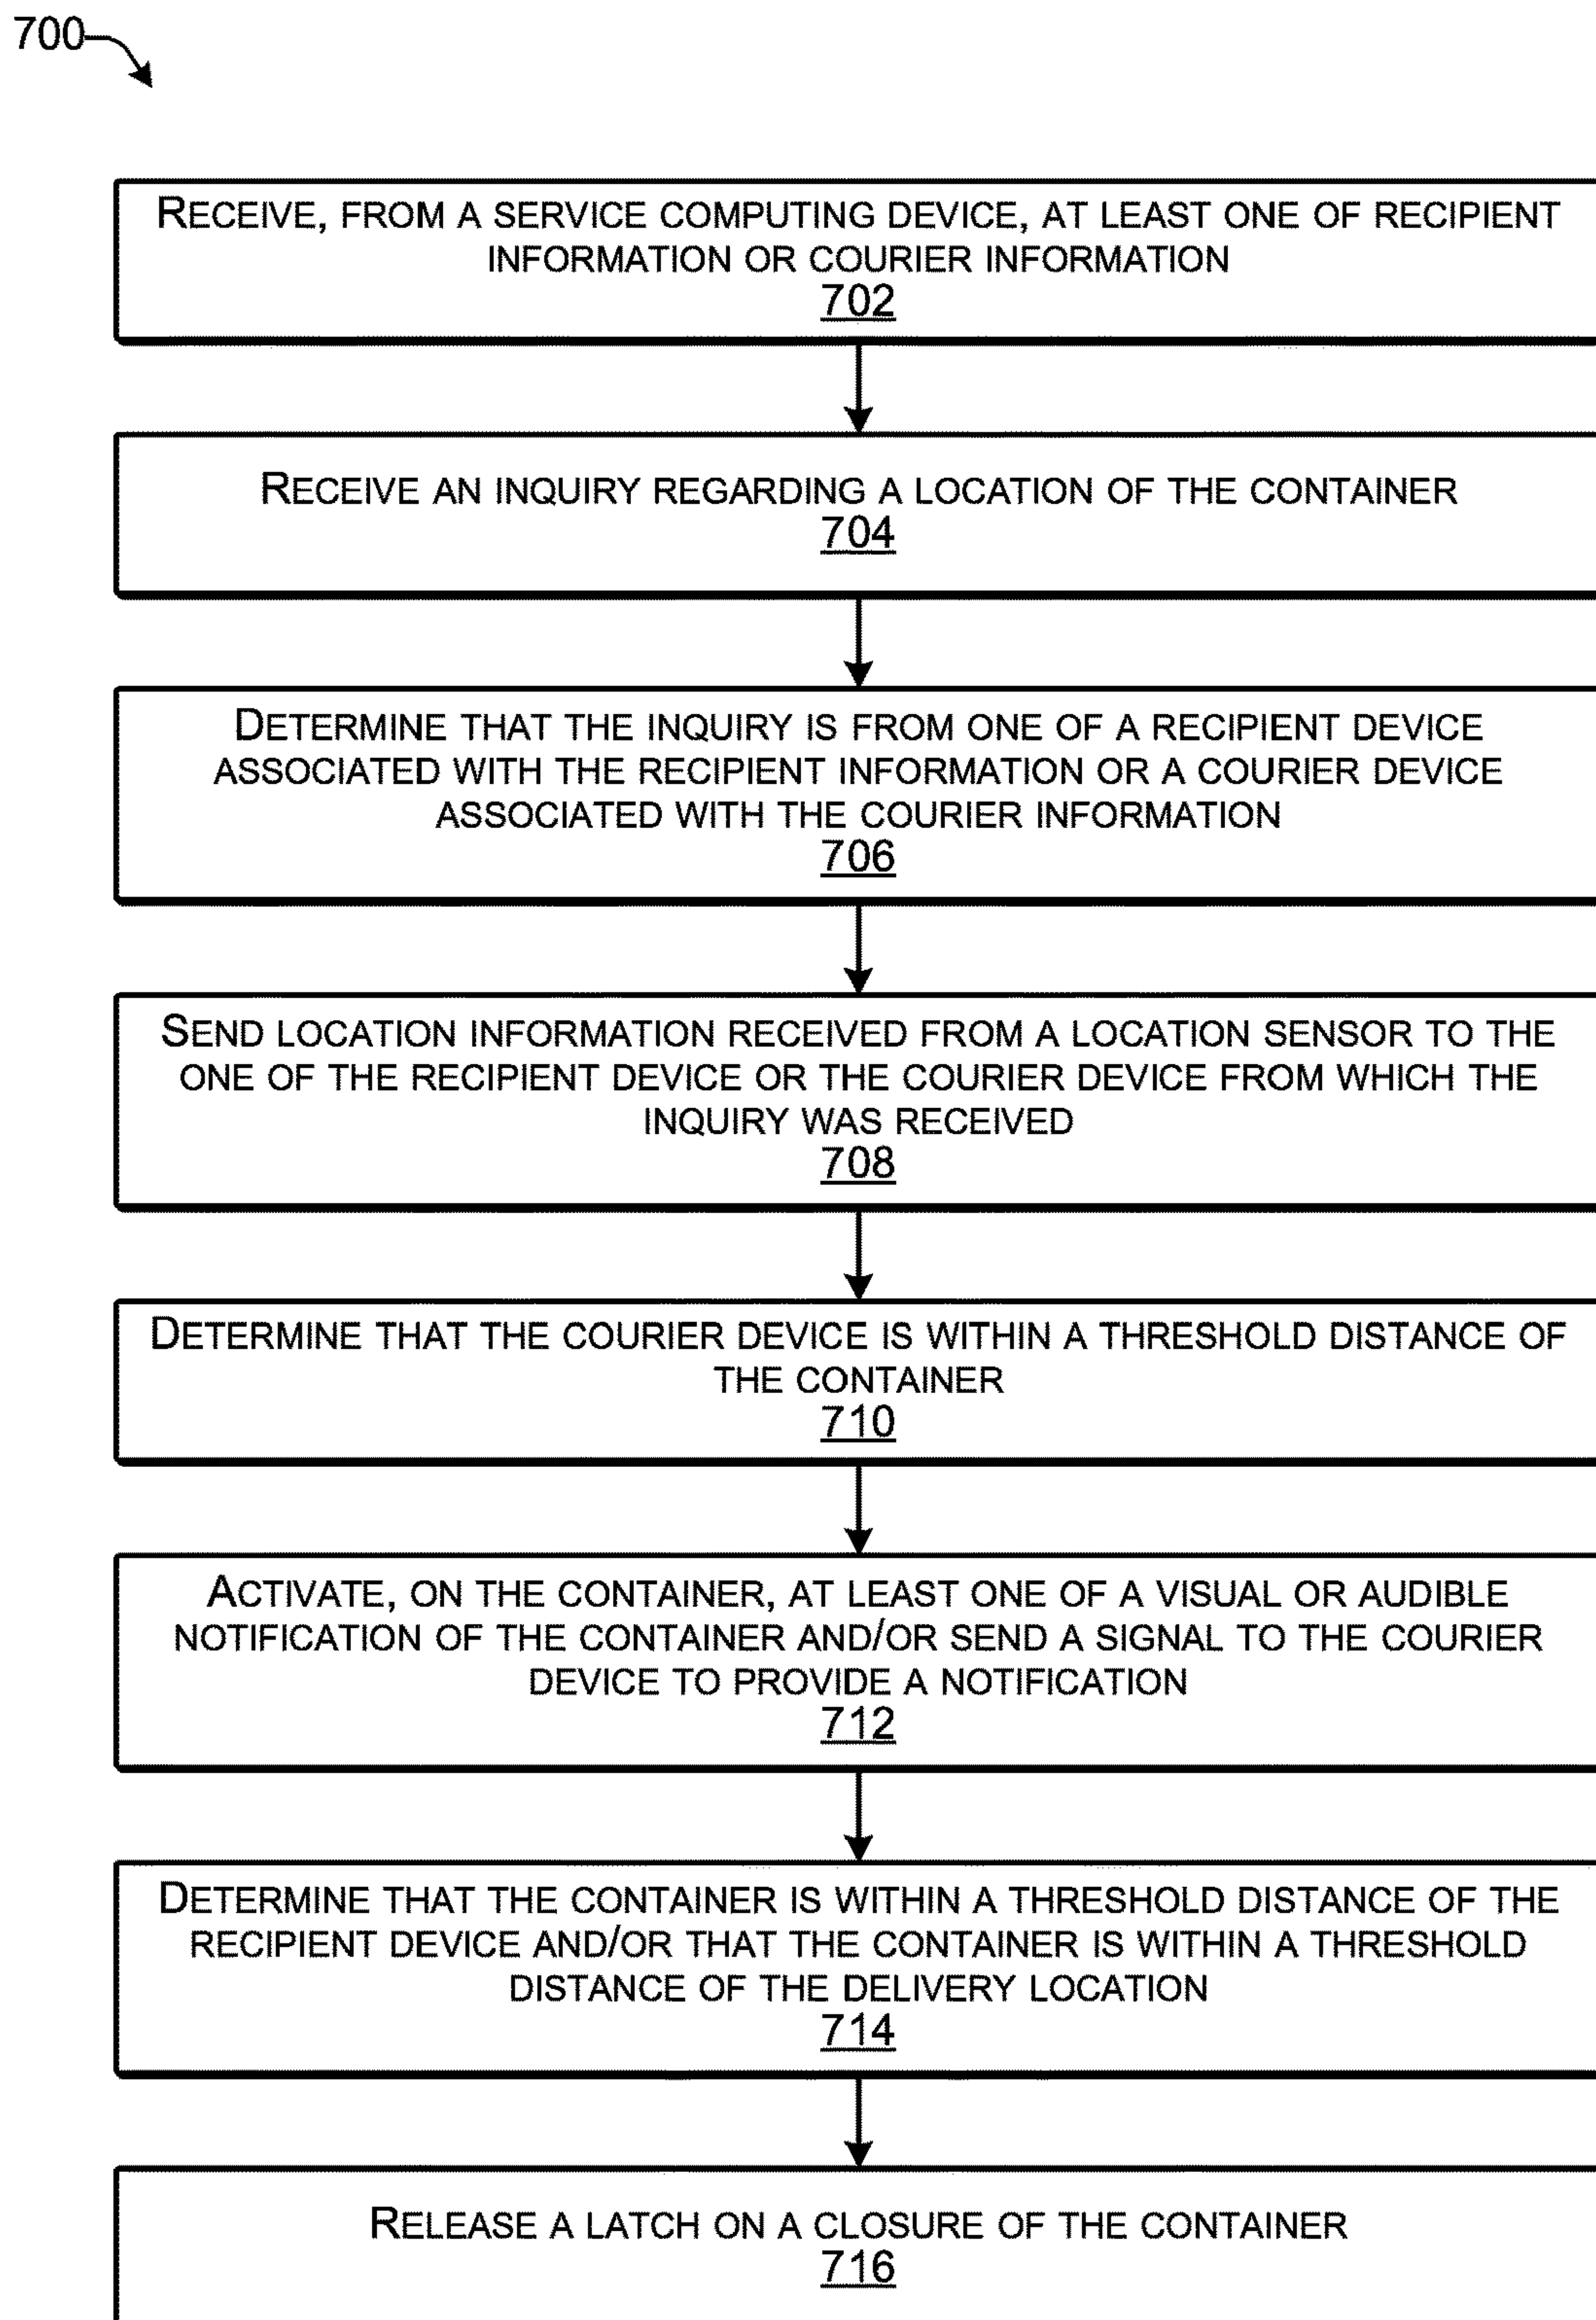 700
RECEIVE, FROM A SERVICE COMPUTING DEVICE, AT LEAST ONE OF RECIPIENT
INFORMATION OR COURIER INFORMATION
702
RECEIVE AN INQUIRY REGARDING A LOCATION OF THE CONTAINER
704
DETERMINE THAT THE INQUIRY IS FROM ONE OF A RECIPIENT DEVICE
ASSOCIATED WITH THE RECIPIENT INFORMATION OR A COURIER DEVICE
ASSOCIATED WITH THE COURIER INFORMATION
706
SEND LOCATION INFORMATION RECEIVED FROM A LOCATION SENSOR TO THE
ONE OF THE RECIPIENT DEVICE OR THE COURIER DEVICE FROM WHICH THE
INQUIRY WAS RECEIVED
708
DETERMINE THAT THE COURIER DEVICE IS WITHIN A THRESHOLD DISTANCE OF
THE CONTAINER
710
ACTIVATE, ON THE CONTAINER, AT LEAST ONE OF A VISUAL OR AUDIBLE
NOTIFICATION OF THE CONTAINER AND/OR SEND A SIGNAL TO THE COURIER
DEVICE TO PROVIDE A NOTIFICATION
712
DETERMINE THAT THE CONTAINER IS WITHIN A THRESHOLD DISTANCE OF THE
RECIPIENT DEVICE AND/OR THAT THE CONTAINER IS WITHIN A THRESHOLD
DISTANCE OF THE DELIVERY LOCATION
714
RELEASE A LATCH ON A CLOSURE OF THE CONTAINER
716